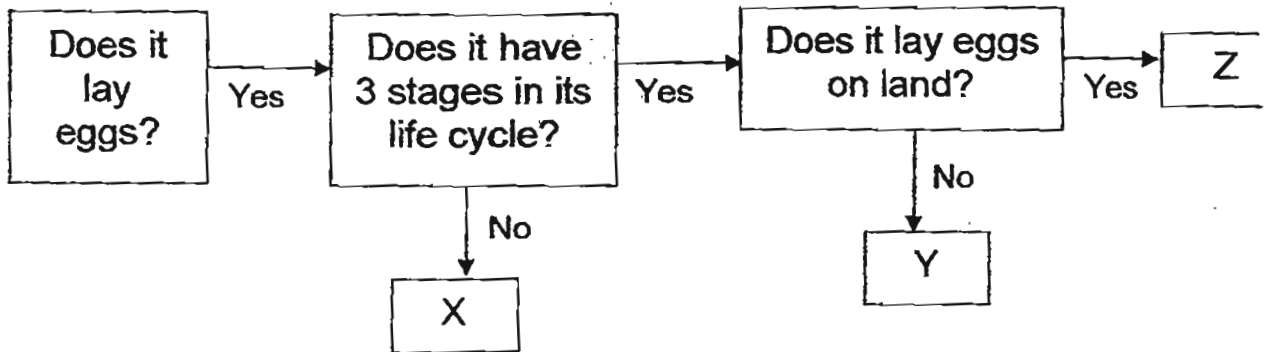 Does it
lay
eggs?
Yes
Does it have
3 stages in its
life cycle?
Yes
No
X
Does it lay eggs
on land?
Yes
No
Y
Z